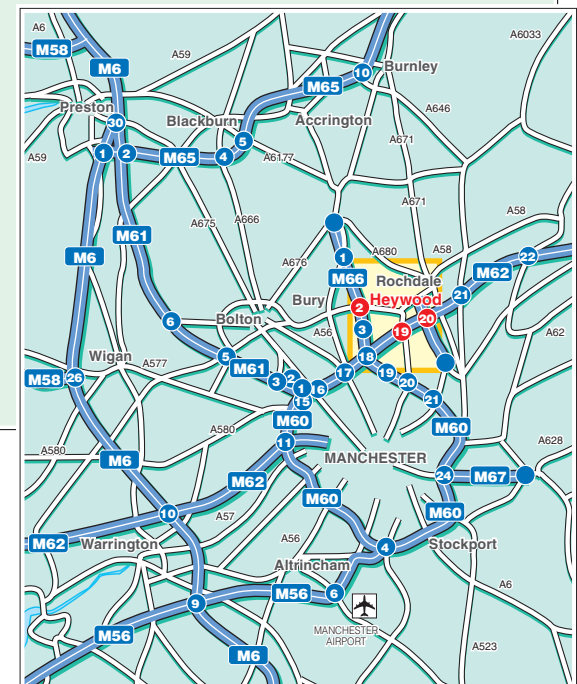 A6
M58
M6
A59
A6033
Burnley
10
M65
Preston
30
Blackburn
Accrington
A646
5
A671
A59
1
2
M65
4
A6177
A675
A666
A671
A58
M6
M61
A676
1
A680
A58
22
M66
Rochdale
M62
Bury
2
Heywood
21
6
Bolton
A56
3
19
20
A62
Wigan
A577
5
M61
18
M58
26
3
2
1
16
17
19
20
15
21
M60
M60
A580
11
A580
MANCHESTER
A628
M6
M62
24
M67
M60
M60
10
A57
M62
Warrington
A56
4
Stockport
Altrincham
9
M56
6
A6
M56
MANCHESTER
AIRPORT
A523
M6